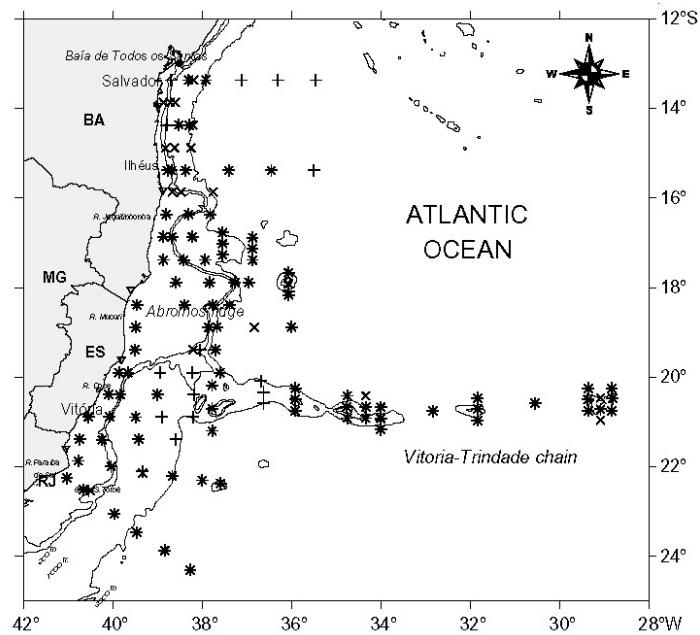 12°S
N
W E
S
Baía de Todos os Santos
Salvador
14°
BA
Ilhéus
16°
R. Jequitinhonha
ATLANTIC
OCEAN
MG
18°
R. Mucuri
ES
20°
R. Doce
Vitória
Vitoria-Trindade chain
R. Paraíba
22°
RJ
24°
42° 40° 38° 36° 34° 32° 30° 28°W